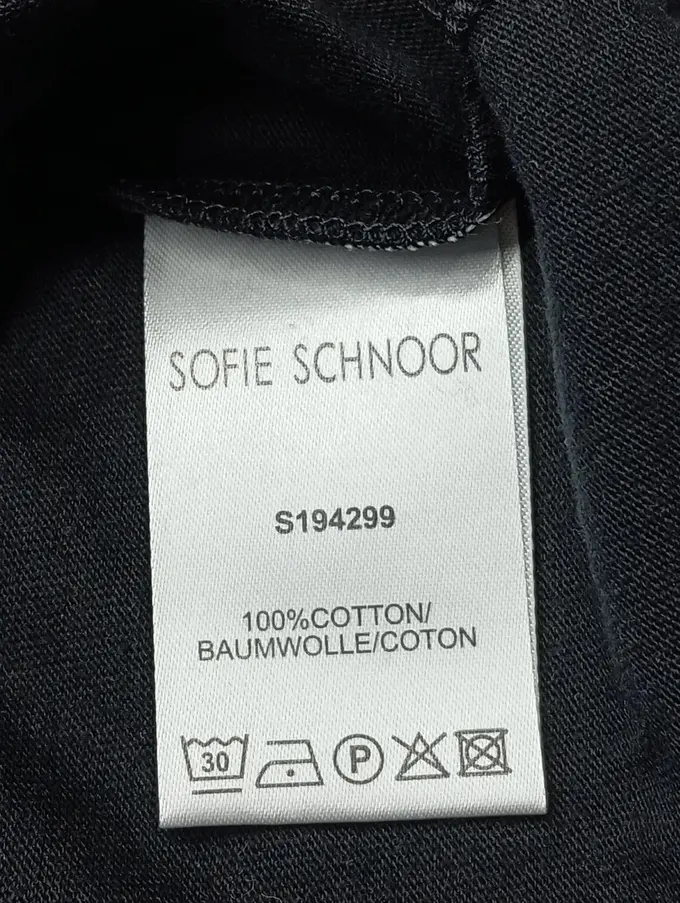 SOFIE SCHNOOR
S194299
100%COTTON/
BAUMWOLLE/COTON
30 P